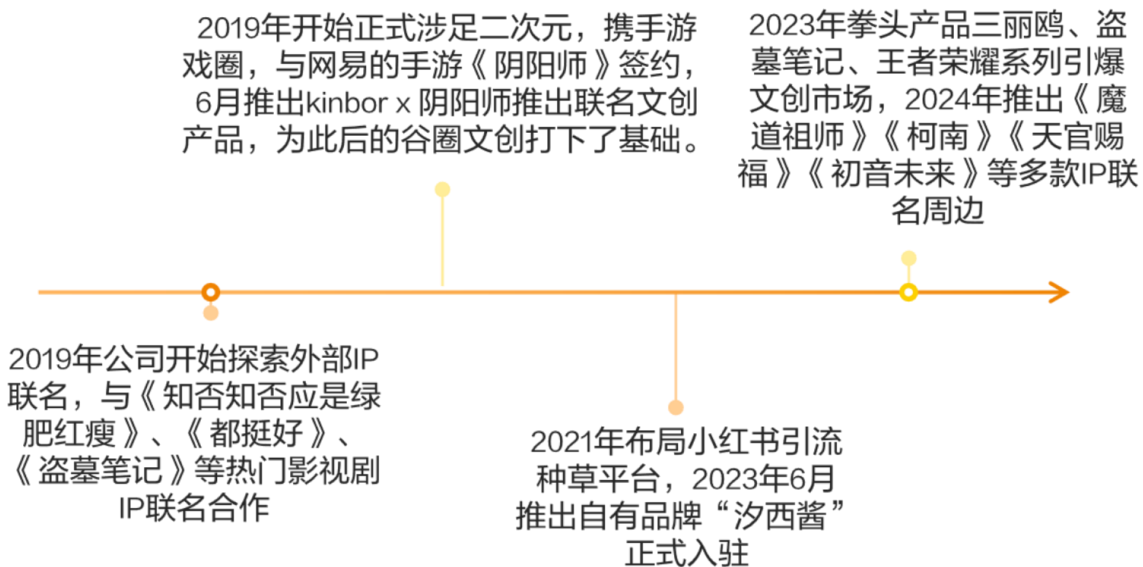 2019年开始正式涉足二次元，携手游
戏圈，与网易的手游《阴阳师》签约，
6月推出kinbor x 阴阳师推出联名文创
产品，为此后的谷圈文创打下了基础。
2023年拳头产品三丽鸥、盗
墓笔记、王者荣耀系列引爆
文创市场，2024年推出《魔
道祖师》《柯南》《天官赐
福》《初音未来》等多款IP联
名周边
2019年公司开始探索外部IP
联名，与《知否知否应是绿
肥红瘦》、《都挺好》、
《盗墓笔记》等热门影视剧
IP联名合作
2021年布局小红书引流
种草平台，2023年6月
推出自有品牌“汐西酱”
正式入驻